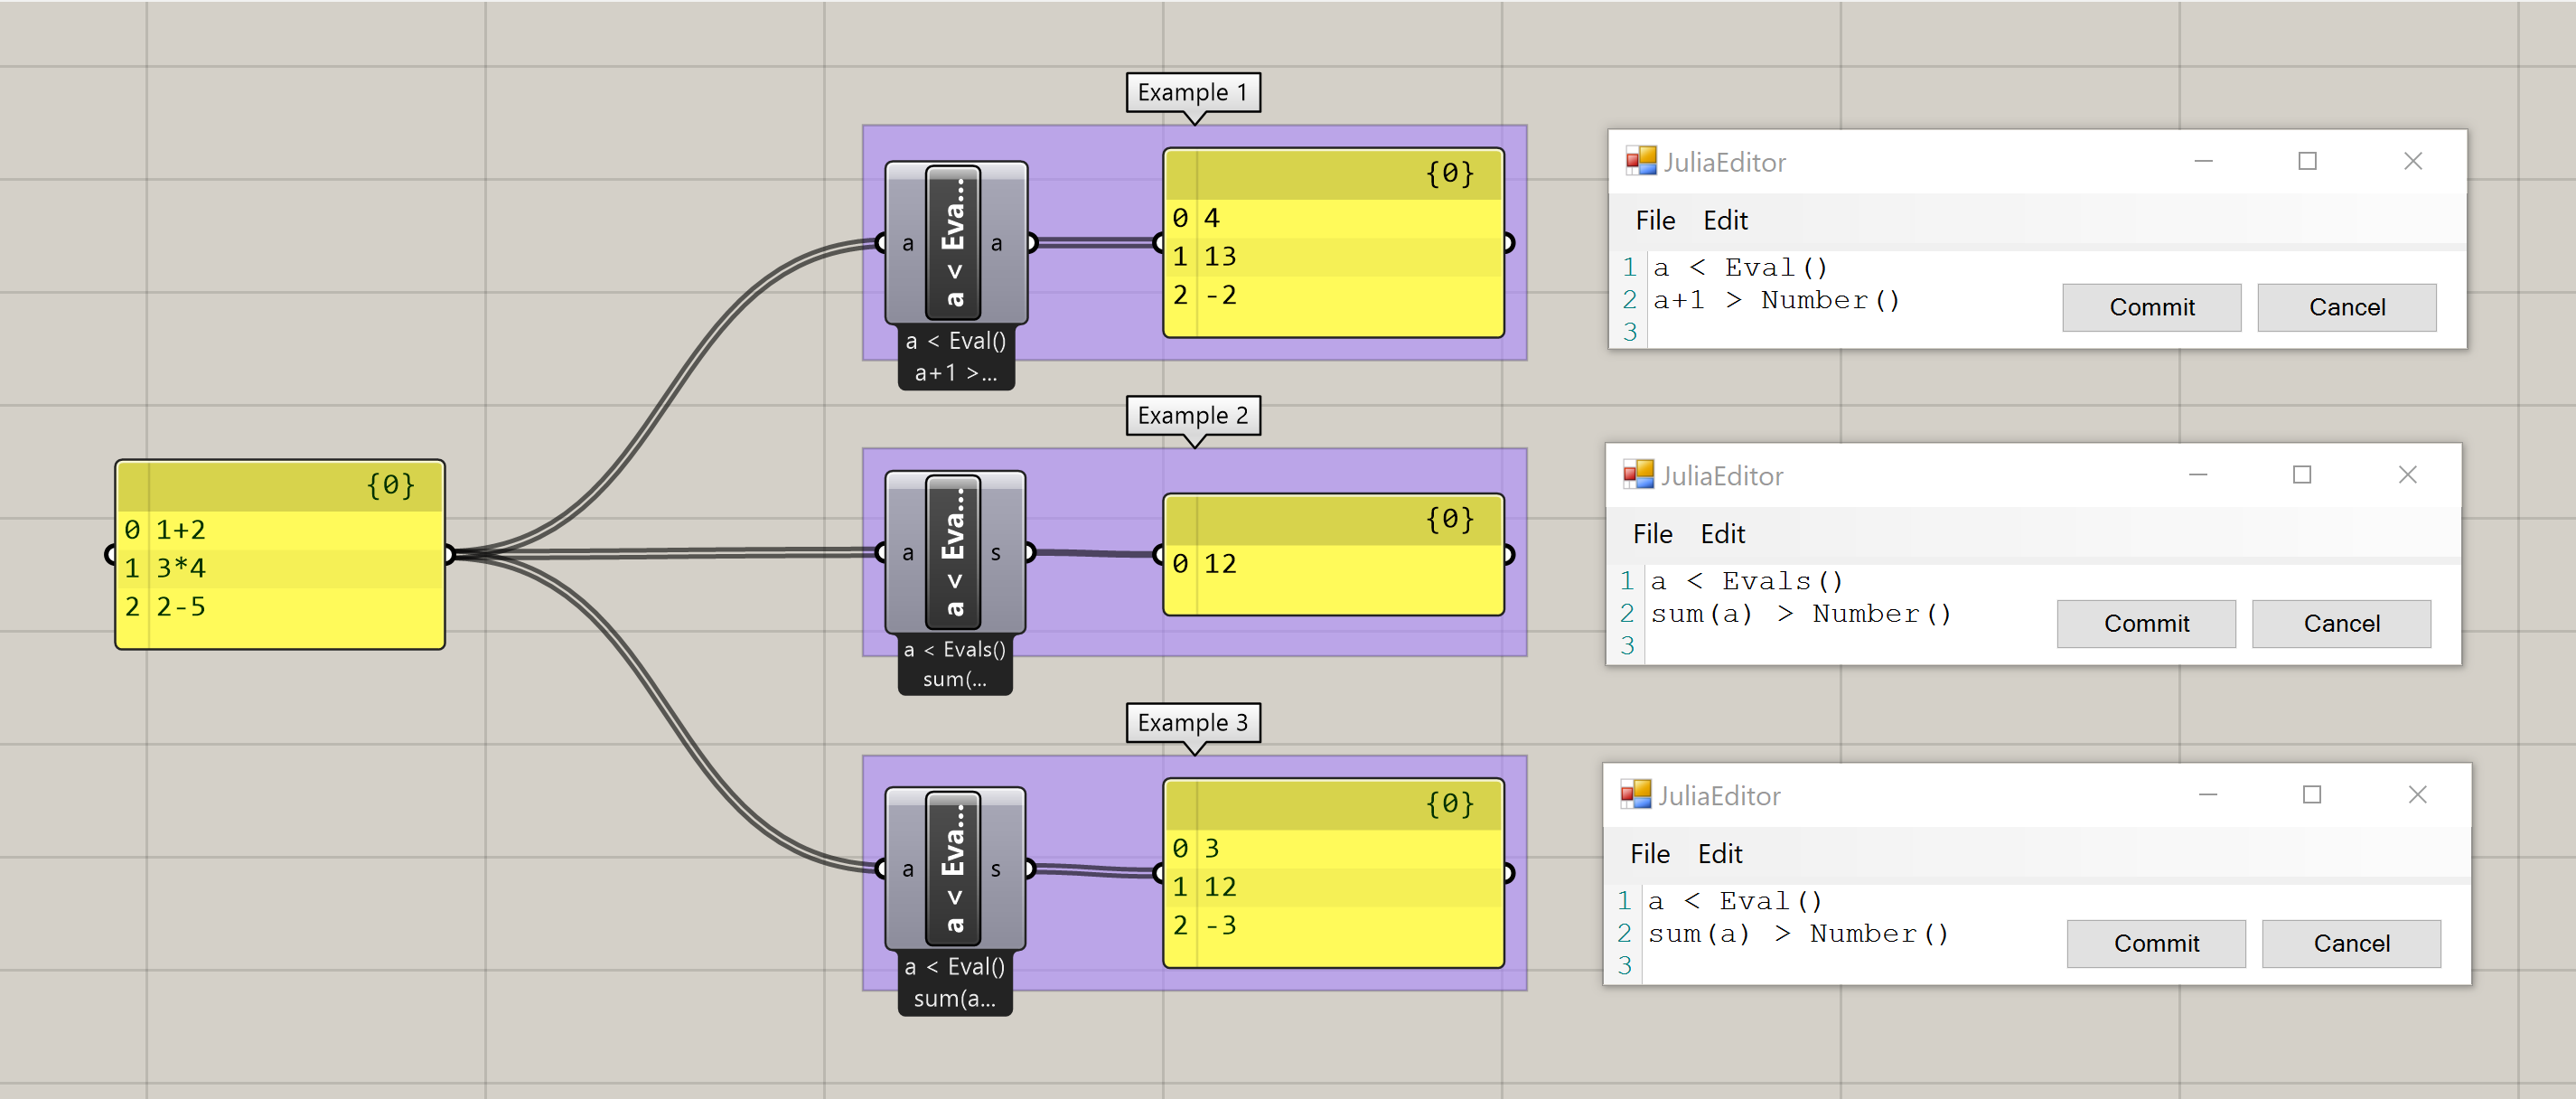 {0}
0 1+2
1 3*4
2 2-5
Example 1
a
a < Eva...
a
a < Eval()
a+1 >...
{0}
0 4
1 13
2 -2
JuliaEditor
File Edit
1 a < Eval()
2 a+1 > Number()
3
Commit Cancel
Example 2
a
a < Eva...
s
a < Evals()
sum(...
{0}
0 12
JuliaEditor
File Edit
1 a < Evals()
2 sum(a) > Number()
3
Commit Cancel
Example 3
a
a < Eva...
s
a < Eval()
sum(a...
{0}
0 3
1 12
2 -3
JuliaEditor
File Edit
1 a < Eval()
2 sum(a) > Number()
3
Commit Cancel